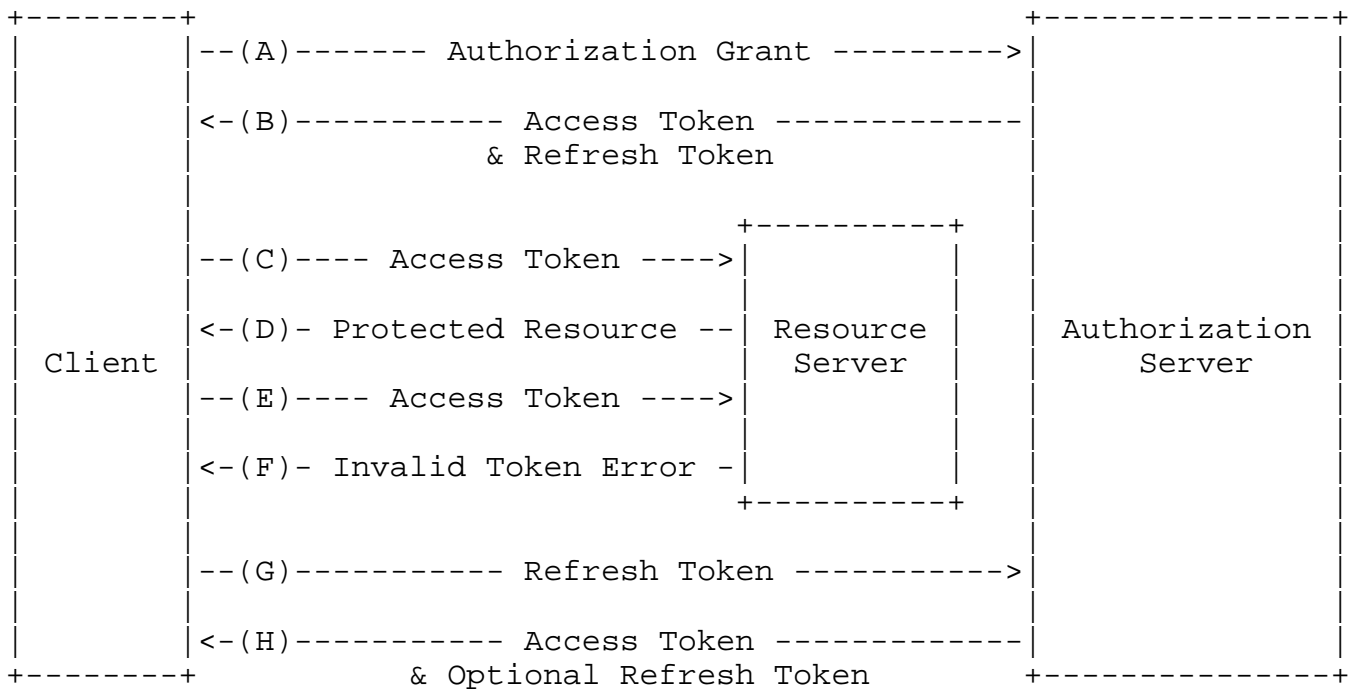 --(A)------- Authorization Grant --------->
<-(B)----------- Access Token -------------
& Refresh Token
--(C)---- Access Token ---->
<-(D)- Protected Resource --
Resource
Authorization
Client
Server
Server
--(E)---- Access Token ---->
<-(F)- Invalid Token Error -
--(G)----------- Refresh Token ----------->
<-(H)----------- Access Token -------------
& Optional Refresh Token